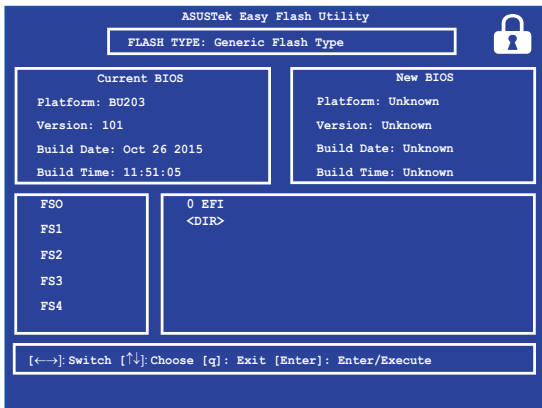 ASUSTek Easy Flash Utility
FLASH TYPE: Generic Flash Type
Current BIOS
Platform: BU203
Version: 101
Build Date: Oct 26 2015
Build Time: 11:51:05
New BIOS
Platform: Unknown
Version: Unknown
Build Date: Unknown
Build Time: Unknown
FSO
FS1
FS2
FS3
FS4
0 EFI
<DIR>
[←→]: Switch [↑↓]: Choose [q]: Exit [Enter]: Enter/Execute